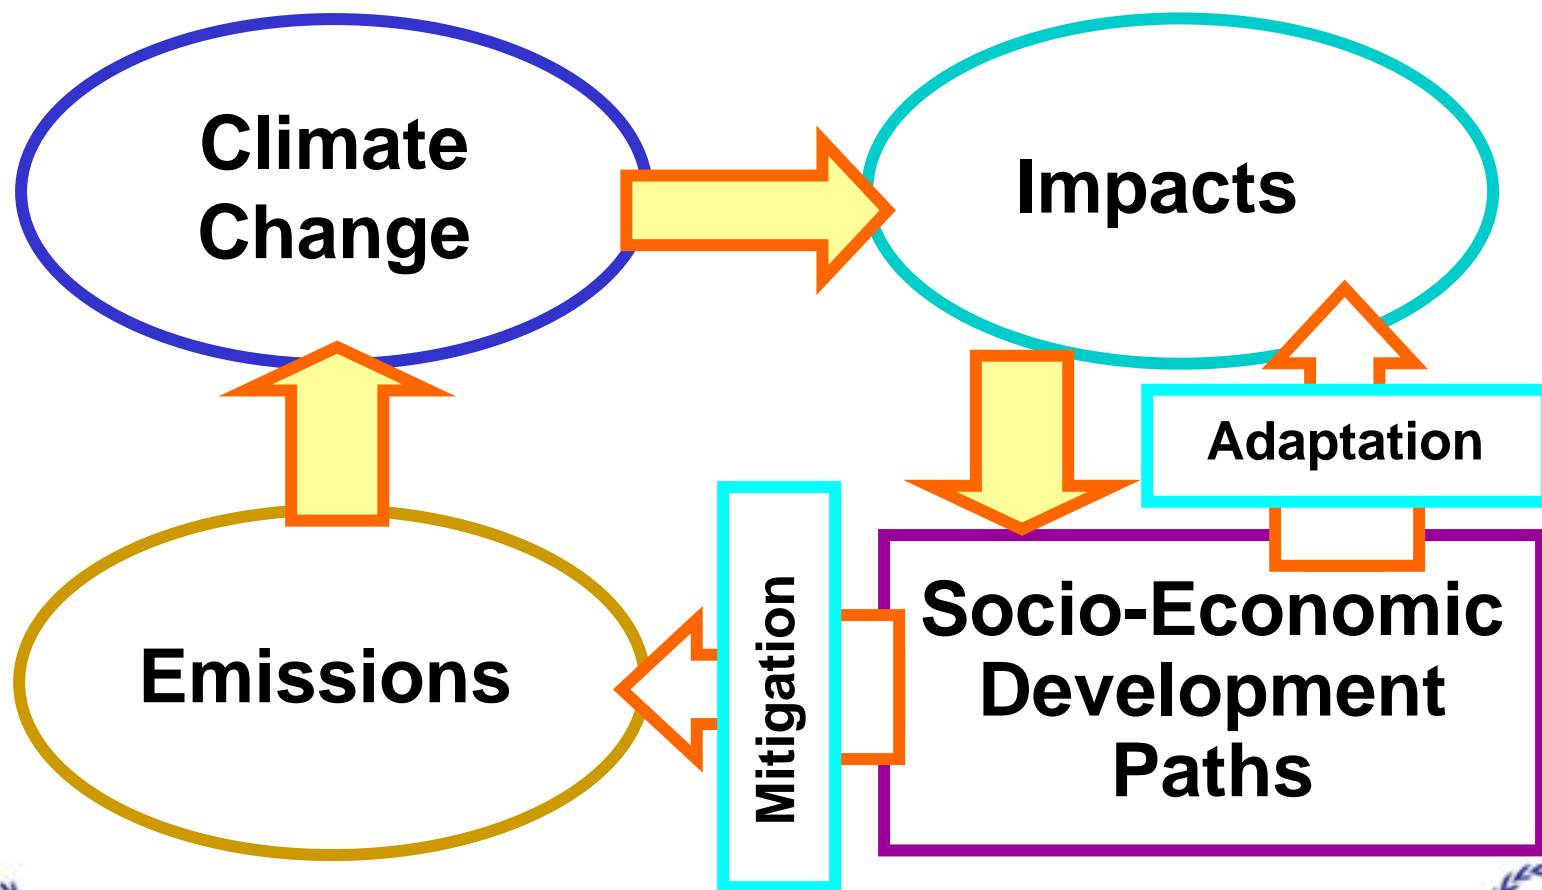 Climate
Change
Impacts
Adaptation
Emissions
Mitigation
Socio-Economic
Development
Paths